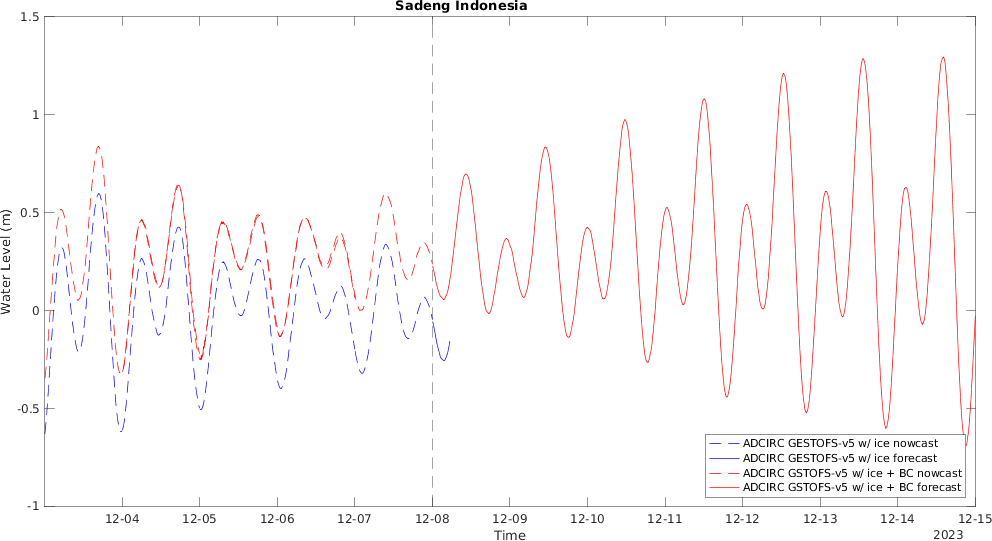 Sadeng Indonesia
1.5
1
0.5
0
-0.5
-1
Water Level (m)
ADCIRC GESTOFS-v5 w/ ice nowcast
ADCIRC GESTOFS-v5 w/ ice forecast
ADCIRC GSTOFS-v5 w/ ice + BC nowcast
ADCIRC GSTOFS-v5 w/ ice + BC forecast
12-04 12-05 12-06 12-07 12-08 12-09 12-10 12-11 12-12 12-13 12-14 12-15
Time
2023